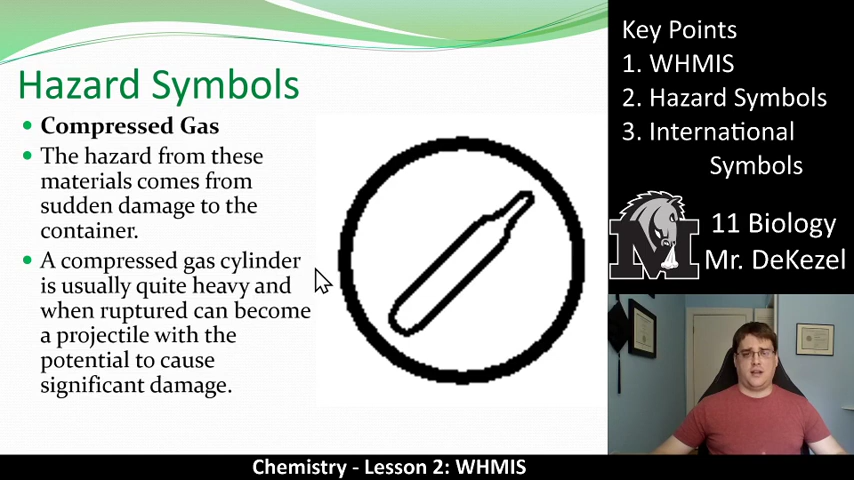 Hazard Symbols
Compressed Gas
The hazard from these
materials comes from
sudden damage to the
container.
A compressed gas cylinder
is usually quite heavy and
when ruptured can become
a projectile with the
potential to cause
significant damage.
Key Points
1. WHMIS
2. Hazard Symbols
3. International
Symbols
M
11 Biology
Mr. DeKezel
Chemistry - Lesson 2: WHMIS